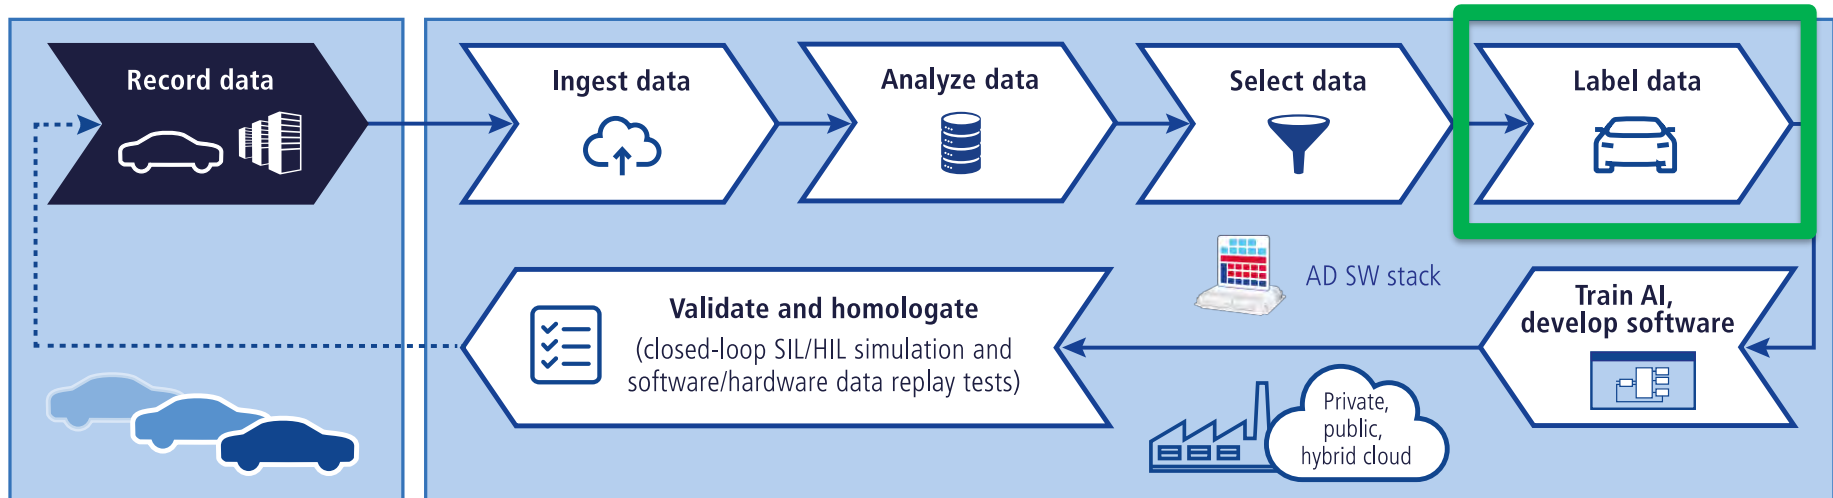 Record data
Ingest data
Analyze data
Select data
Label data
AD SW stack
Train AI,
develop software
Validate and homologate
(closed-loop SIL/HIL simulation and
software/hardware data replay tests)
Private,
public,
hybrid cloud